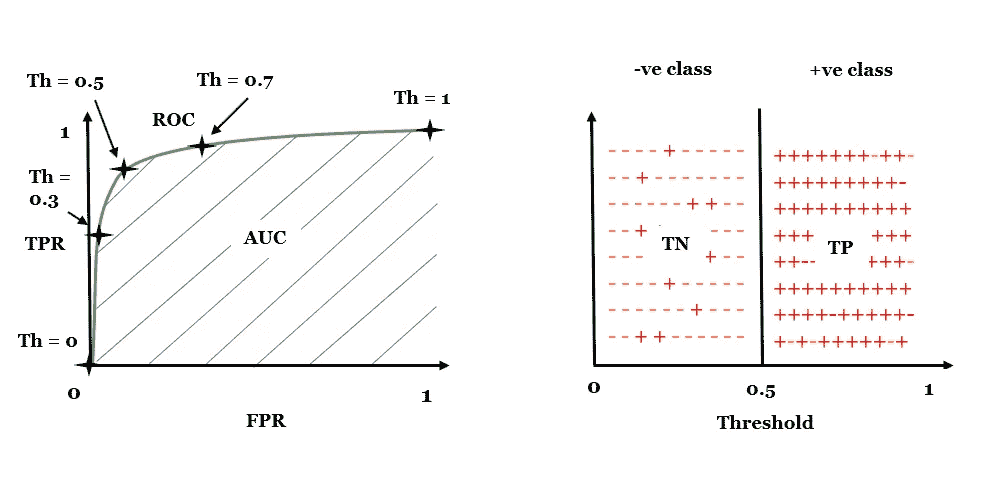 Th = 0.5
Th = 0.7
Th = 1
1
ROC
Th =
0.3
TPR
AUC
Th = 0
0
1
FPR
-ve class
+ve class
- - - - - - + - - - - - - - -
- - - + - - - - - - - - - - -
- - - - - - - - - + - + - - -
- - - +
- - - -
+ - - -
- - - - - - + - - - - - - - -
- - - - - - - - - + - - - - -
- - - + - + - - - - - - - - -
TN
+++++++--++-
+++++++++-
++++++++++
+++
+++
++--
+++-
++++++++++
++++-+++++-
+-+-+++++-+
TP
0
0.5
1
Threshold